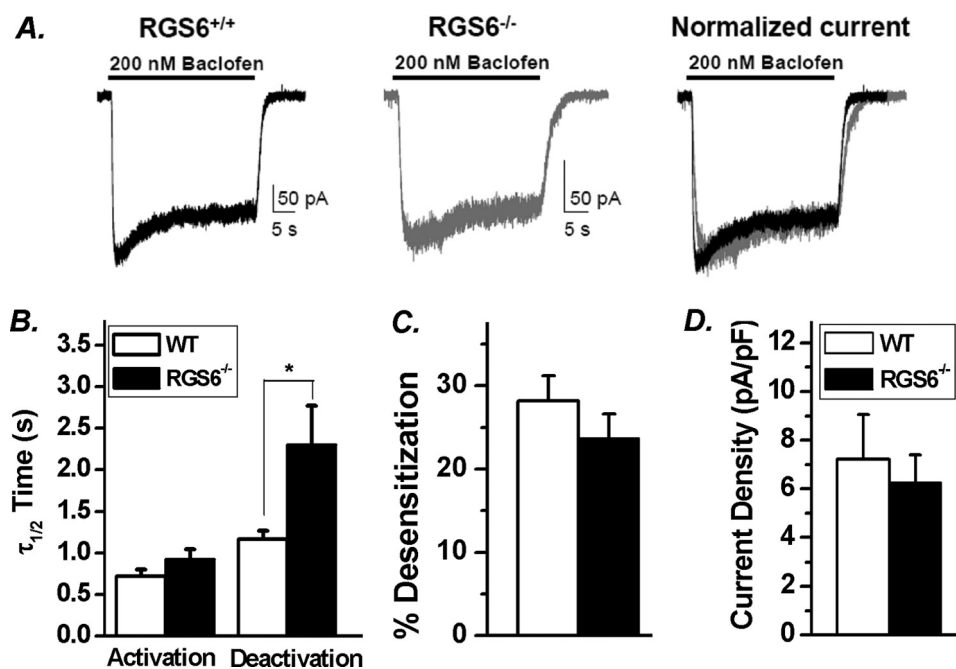 A.
RGS6+/+
RGS6-/-
Normalized current
200 nM Baclofen
200 nM Baclofen
200 nM Baclofen
50 pA
5 s
50 pA
5 s
B.
WT
RGS6-/-
*
τ1/2 Time (s)
3.5
3.0
2.5
2.0
1.5
1.0
0.5
0.0
Activation
Deactivation
C.
% Desensitization
30
20
10
0
D.
WT
RGS6-/-
Current Density (pA/pF)
12
10
8
6
4
2
0